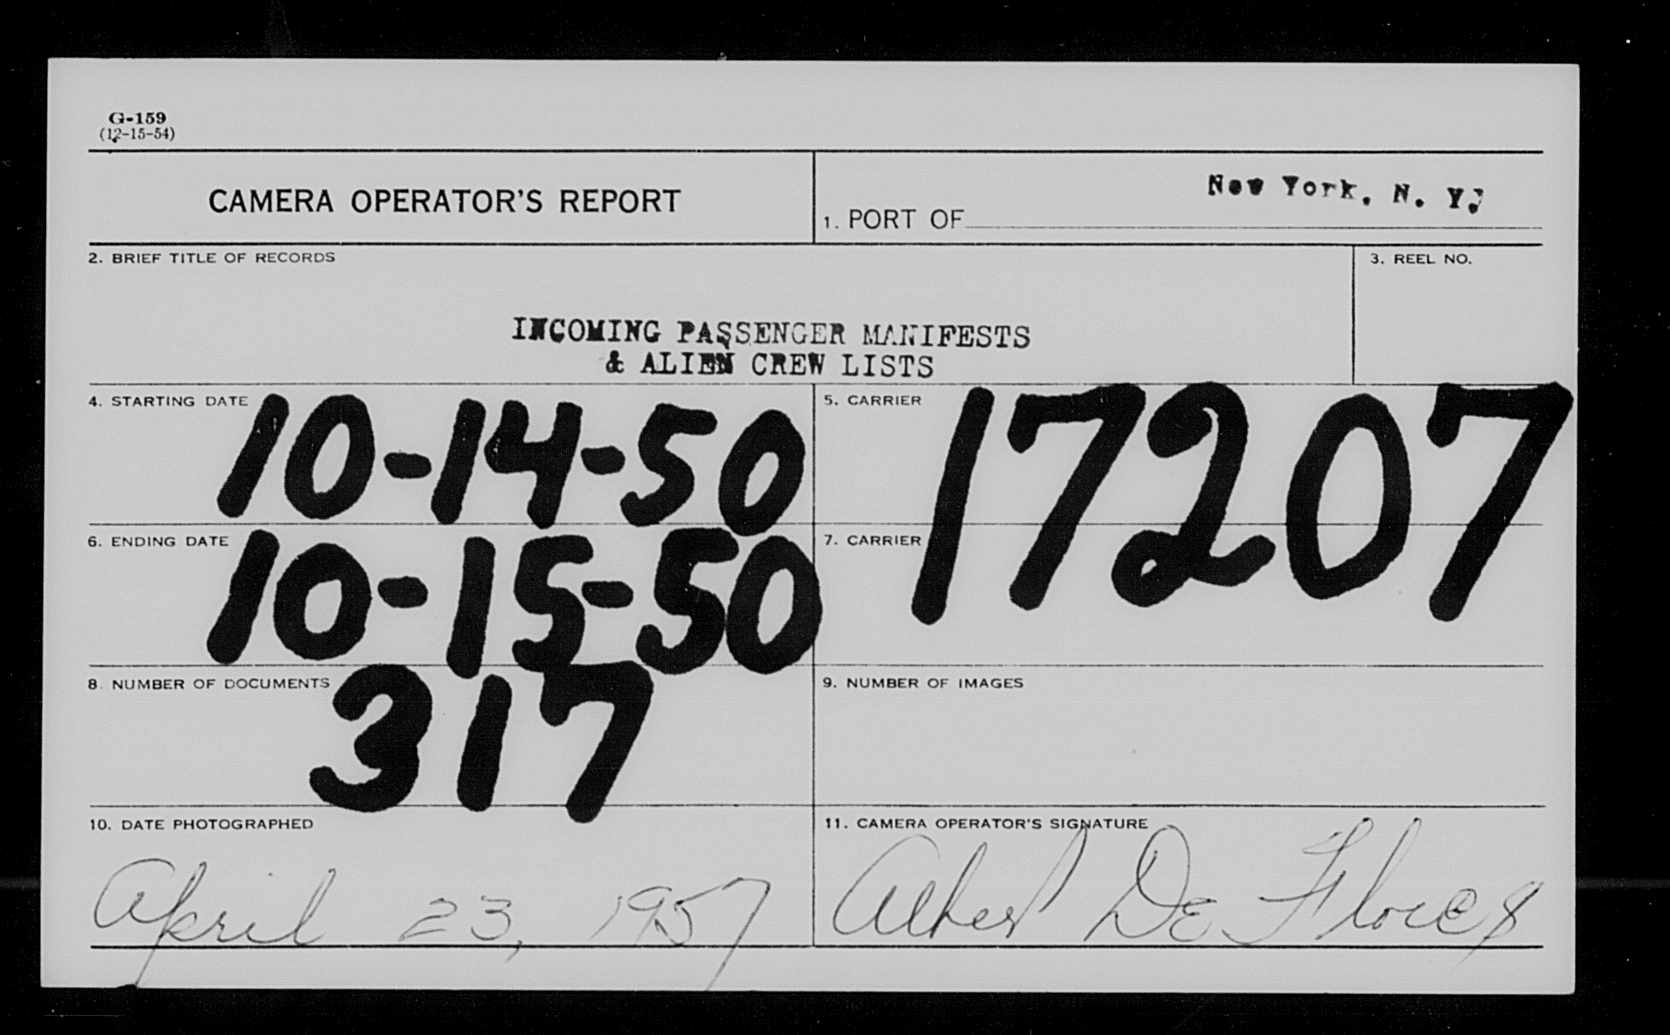 G-159
(12-15-54)
CAMERA OPERATOR'S REPORT
1. PORT OF New York, N. Y.
2. BRIEF TITLE OF RECORDS
3. REEL NO.
INCOMING PASSENGER MANIFESTS
& ALIEN CREW LISTS
4. STARTING DATE 10-14-50
5. CARRIER 17207
6. ENDING DATE 10-15-50
7. CARRIER
8. NUMBER OF DOCUMENTS 317
9. NUMBER OF IMAGES
10. DATE PHOTOGRAPHED
April 23, 1957
11. CAMERA OPERATOR'S SIGNATURE
Albert De